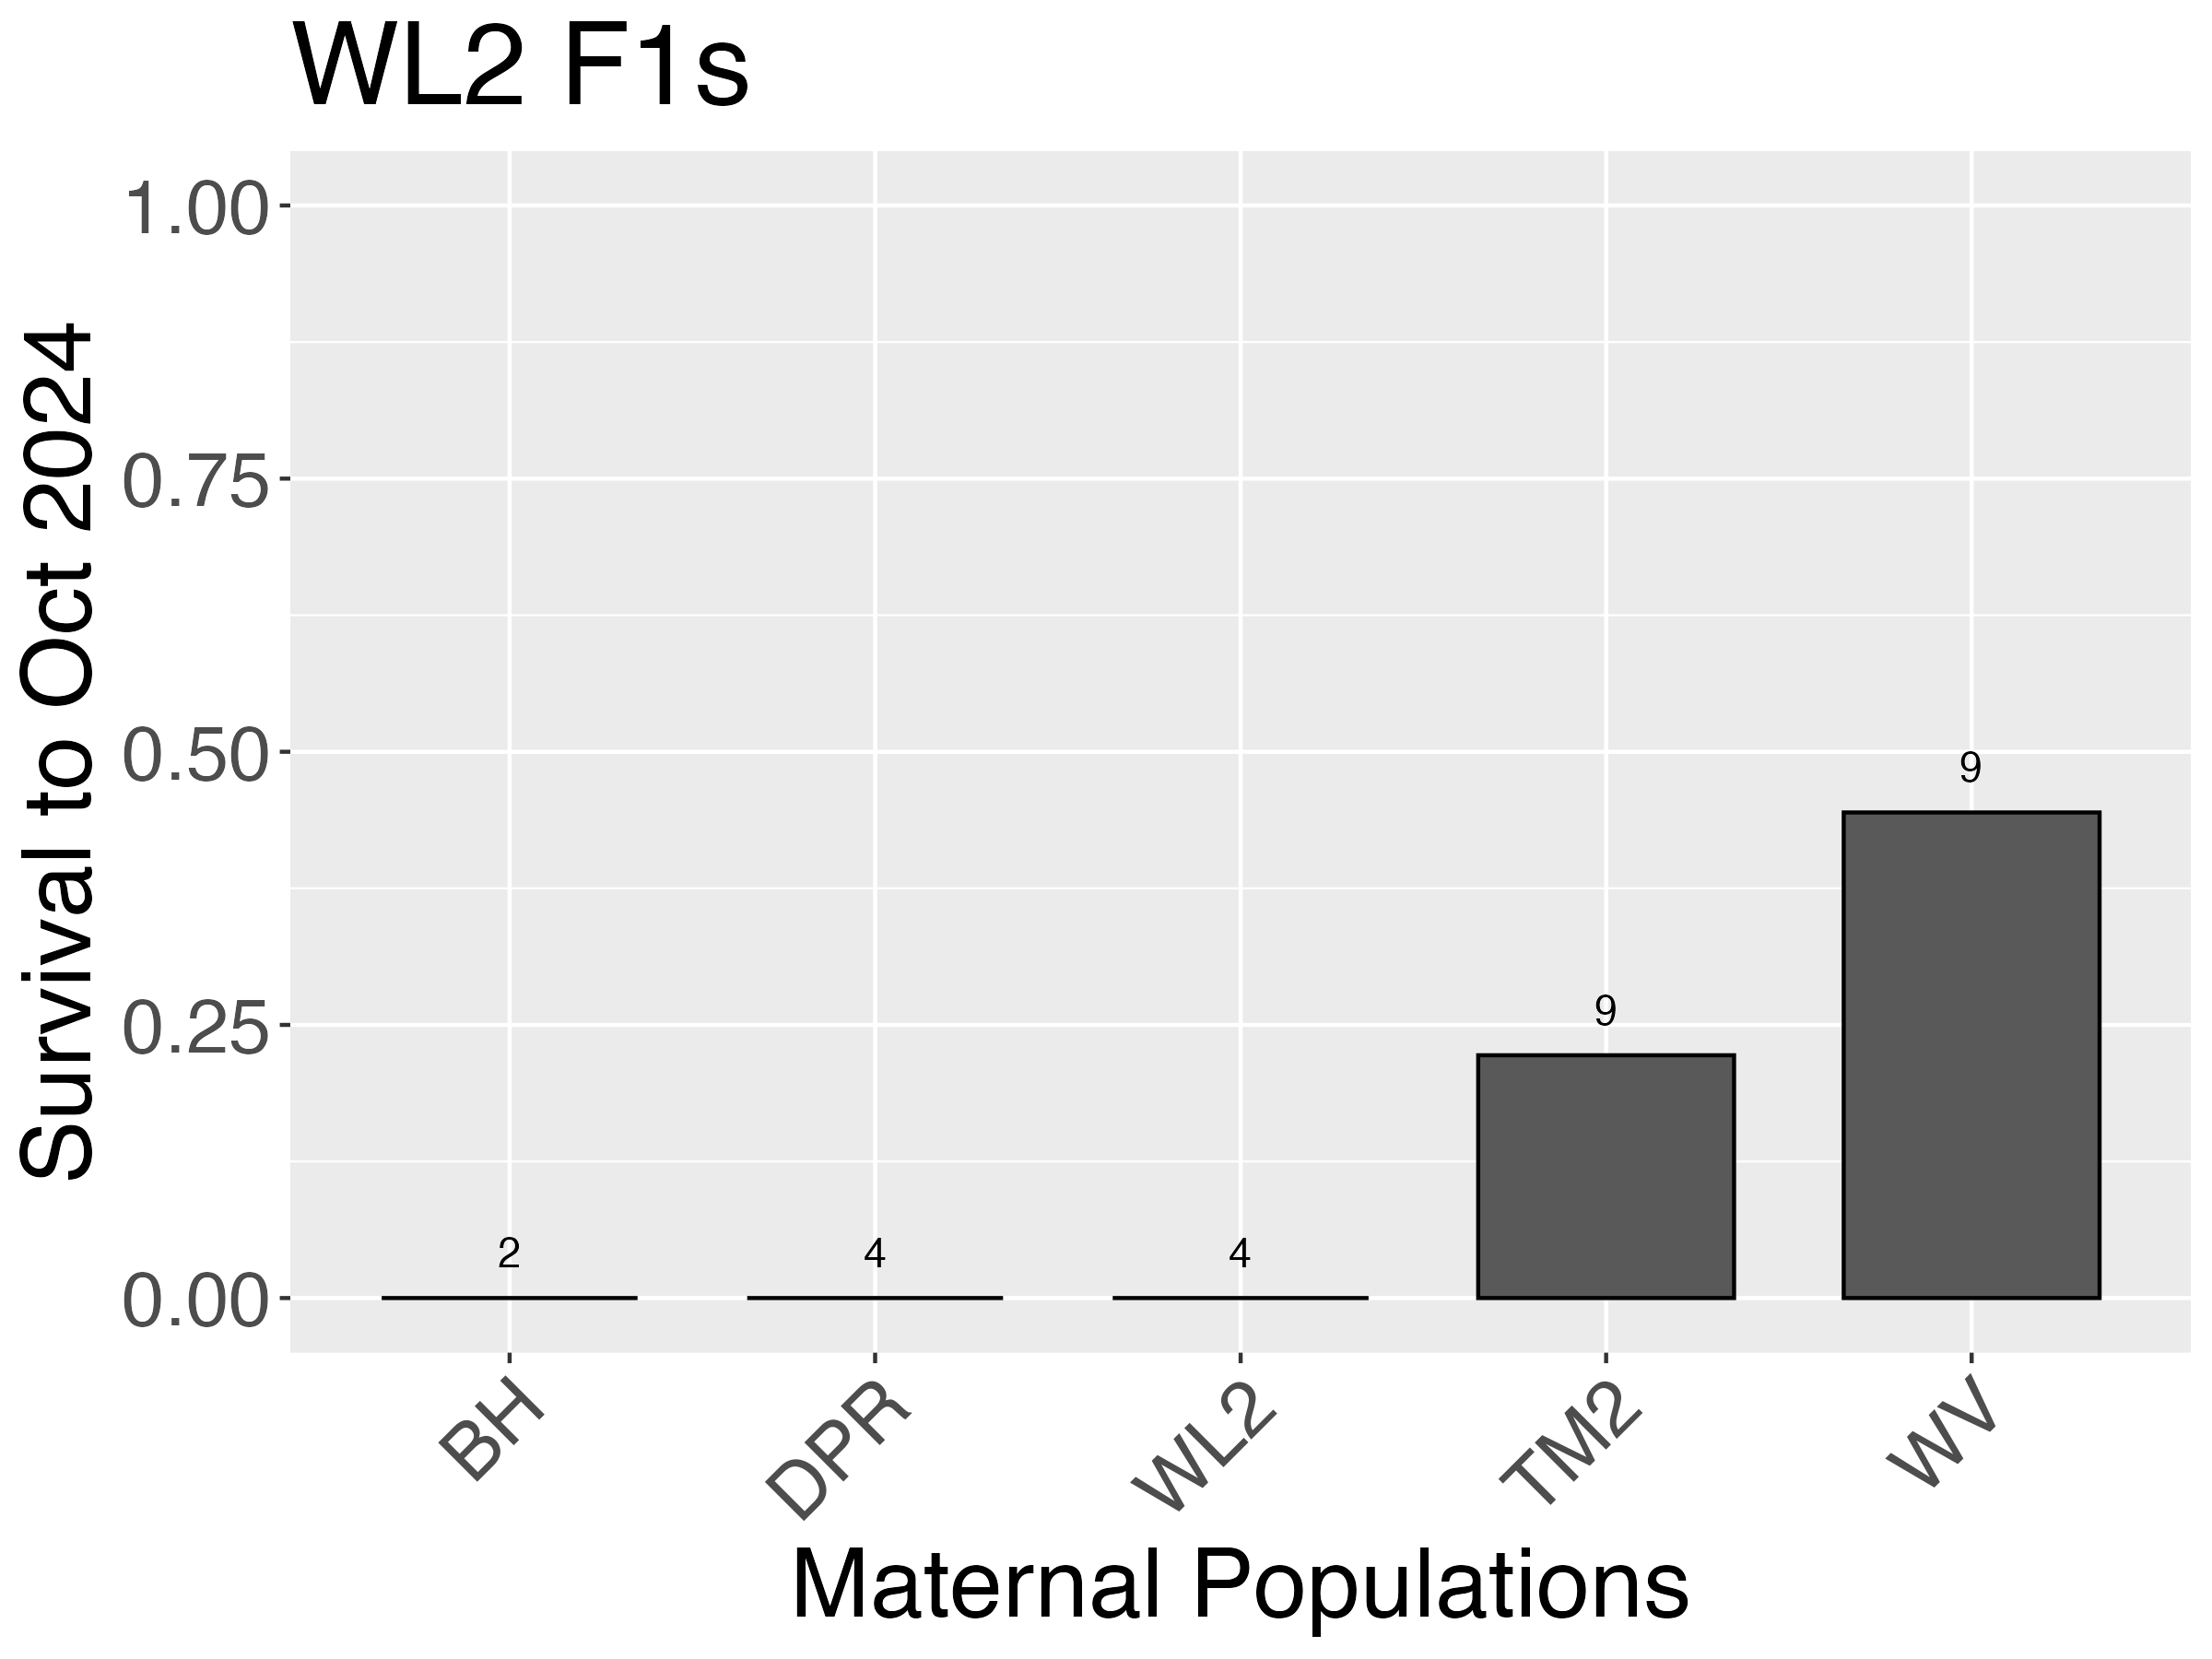 WL2 F1s
Survival to Oct 2024
1.00
0.75
0.50
0.25
0.00
2
4
4
9
9
BH
DPR
WL2
TM2
WV
Maternal Populations